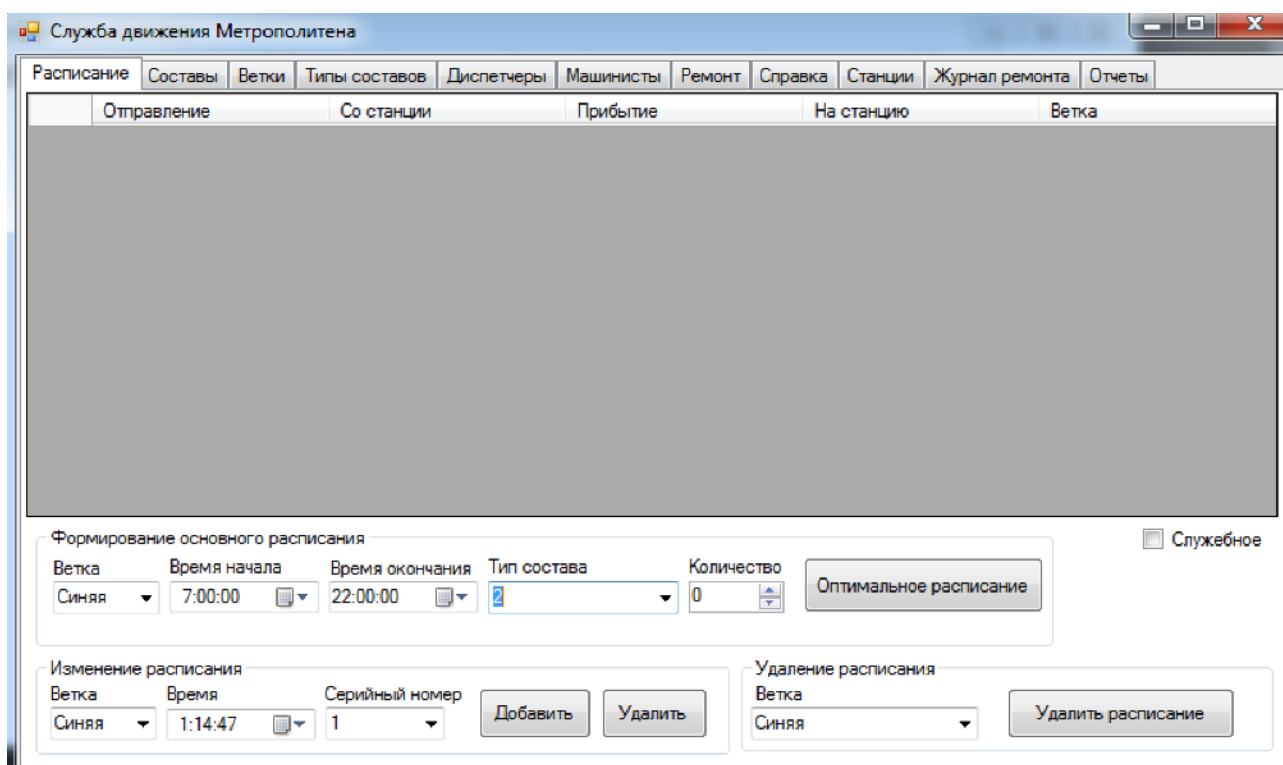 Служба движения Метрополитена
Расписание Составы Ветки Типы составов Диспетчеры Машинисты Ремонт Справка Станции Журнал ремонта Отчеты
Отправление Со станции Прибытие На станцию Ветка
Формирование основного расписания Служебное
Ветка Время начала Время окончания Тип состава Количество
Синяя 7:00:00 22:00:00 2 0 Оптимальное расписание
Изменение расписания Удаление расписания
Ветка Время Серийный номер Ветка
Синяя 1:14:47 1 Добавить Удалить Синяя Удалить расписание